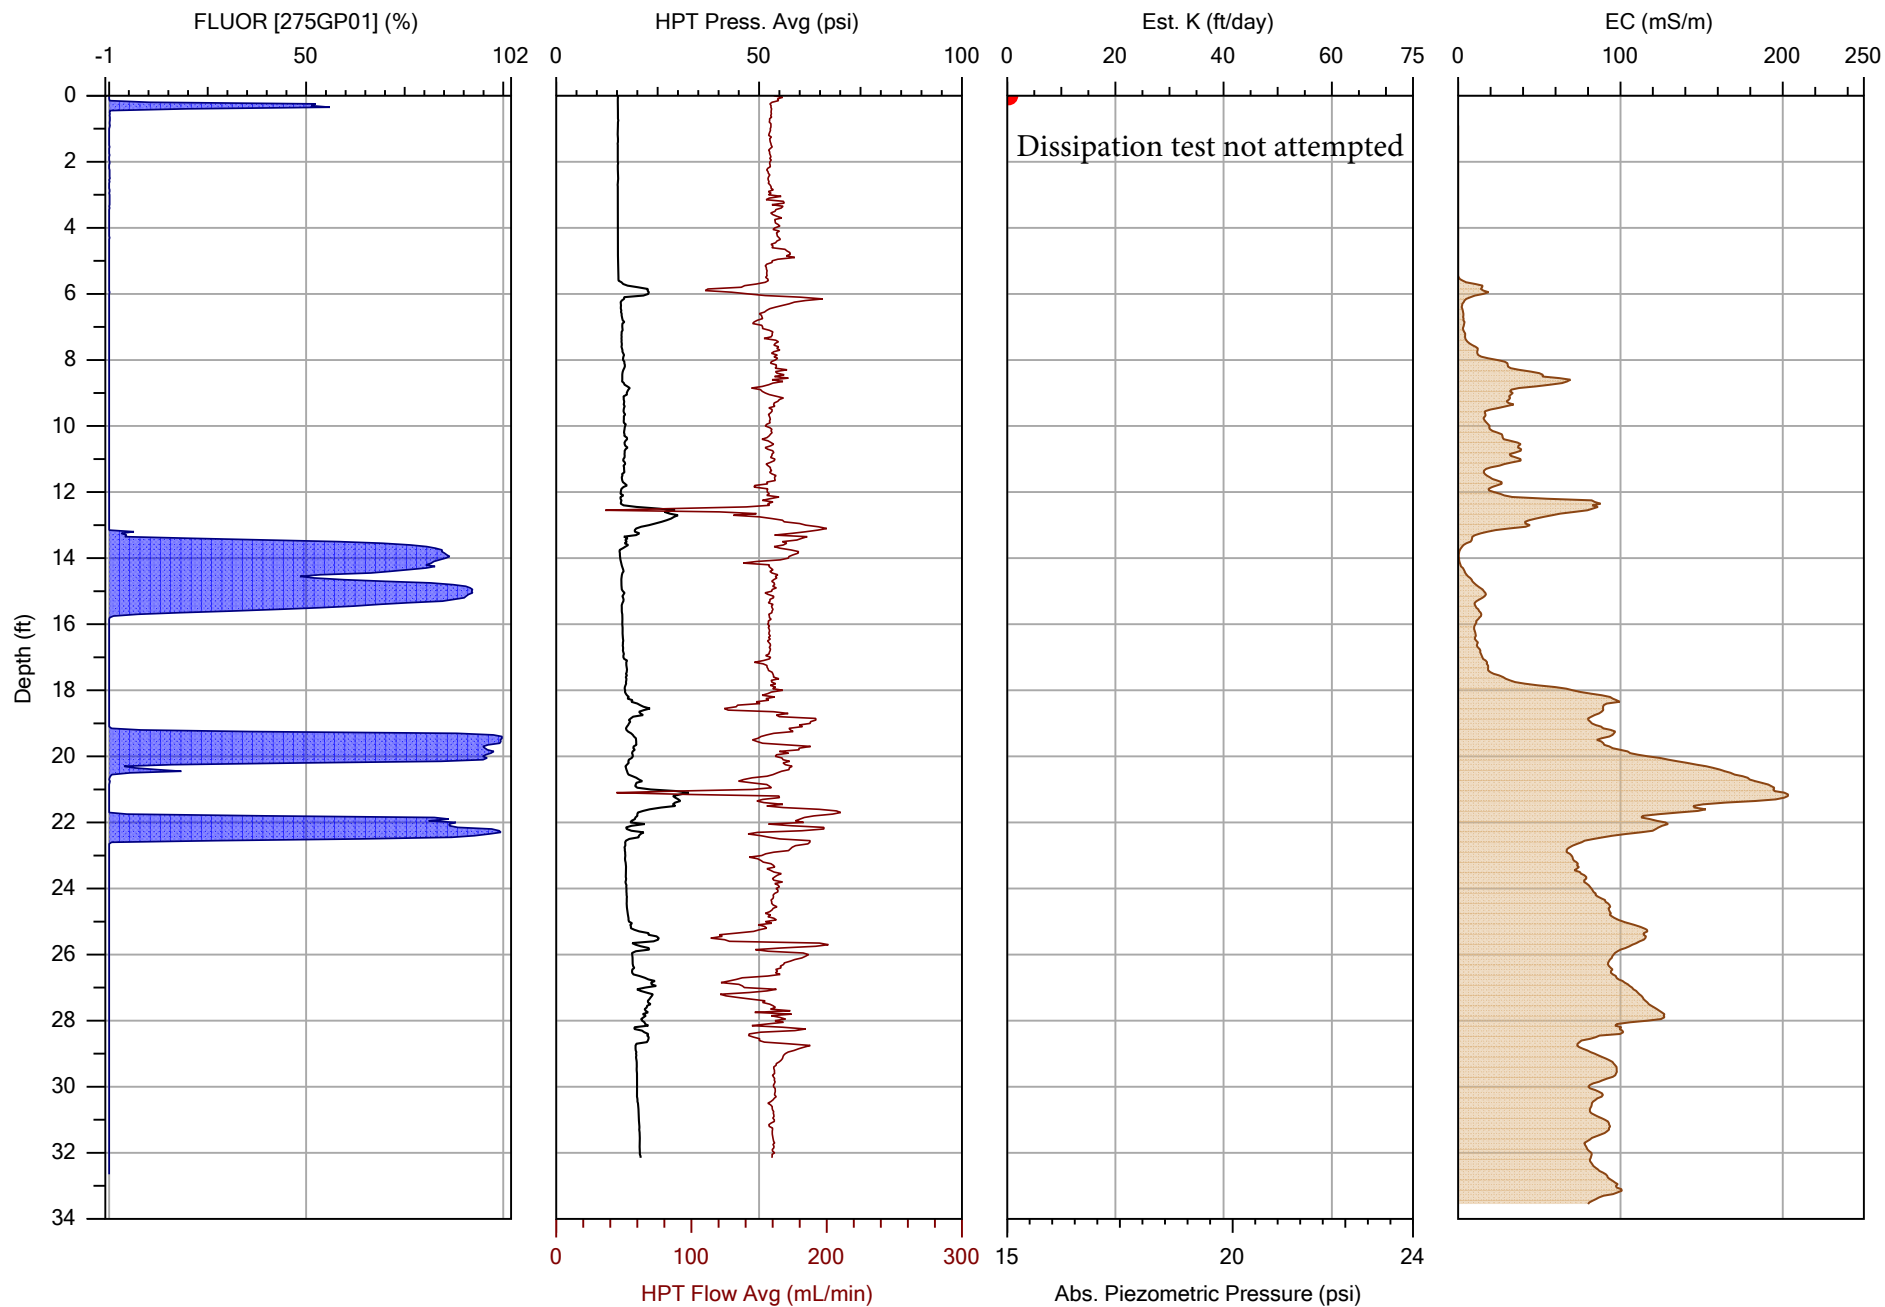 FLUOR [275GP01] (%)
HPT Press. Avg (psi)
Est. K (ft/day)
EC (mS/m)
-1 50 102
0 50 100
0 20 40 60 75
0 100 200 250
0
2
4
6
8
10
12
14
16
18
20
22
24
26
28
30
32
34
Depth (ft)
Dissipation test not attempted
0 100 200 300
15 20 24
HPT Flow Avg (mL/min)
Abs. Piezometric Pressure (psi)